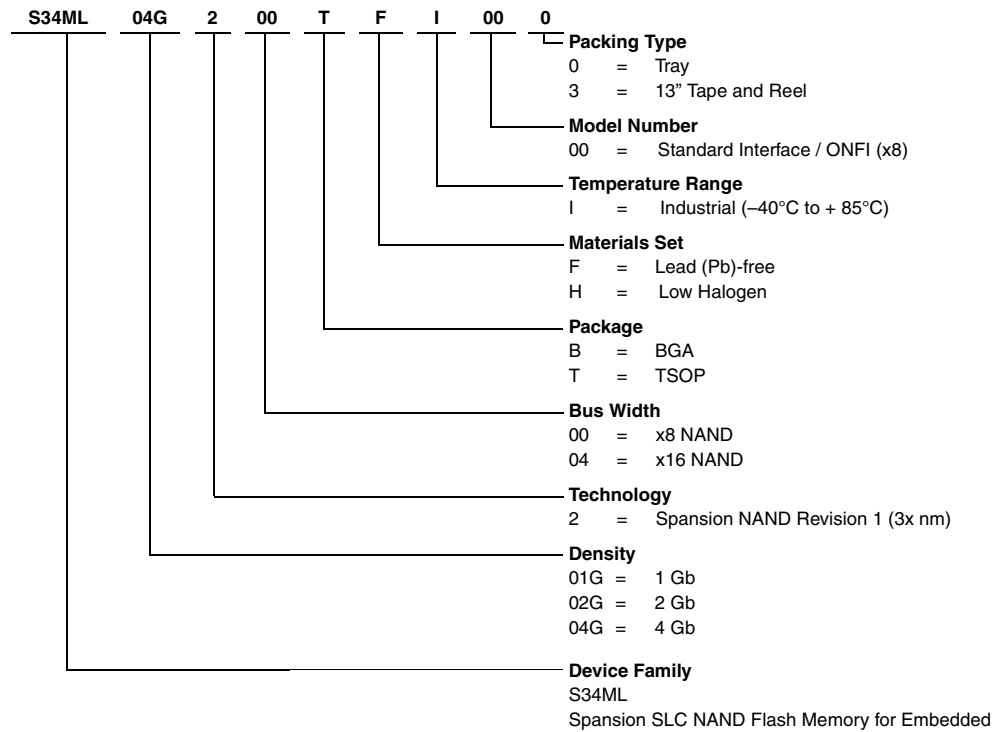 S34ML 04G 2 00 T F I 00 0
Packing Type
0 = Tray
3 = 13” Tape and Reel
Model Number
00 = Standard Interface / ONFI (x8)
Temperature Range
I = Industrial (–40°C to + 85°C)
Materials Set
F = Lead (Pb)-free
H = Low Halogen
Package
B = BGA
T = TSOP
Bus Width
00 = x8 NAND
04 = x16 NAND
Technology
2 = Spansion NAND Revision 1 (3x nm)
Density
01G = 1 Gb
02G = 2 Gb
04G = 4 Gb
Device Family
S34ML
Spansion SLC NAND Flash Memory for Embedded